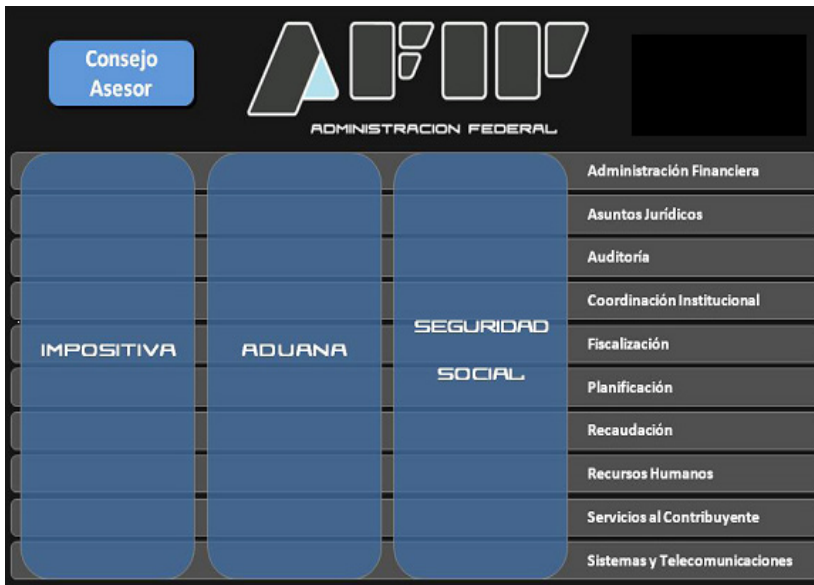 Consejo
Asesor
AFIP
ADMINISTRACION FEDERAL
Administración Financiera
Asuntos Jurídicos
Auditoría
Coordinación Institucional
Fiscalización
Planificación
Recaudación
Recursos Humanos
Servicios al Contribuyente
Sistemas y Telecomunicaciones
IMPOSITIVA
ADUANA
SEGURIDAD
SOCIAL